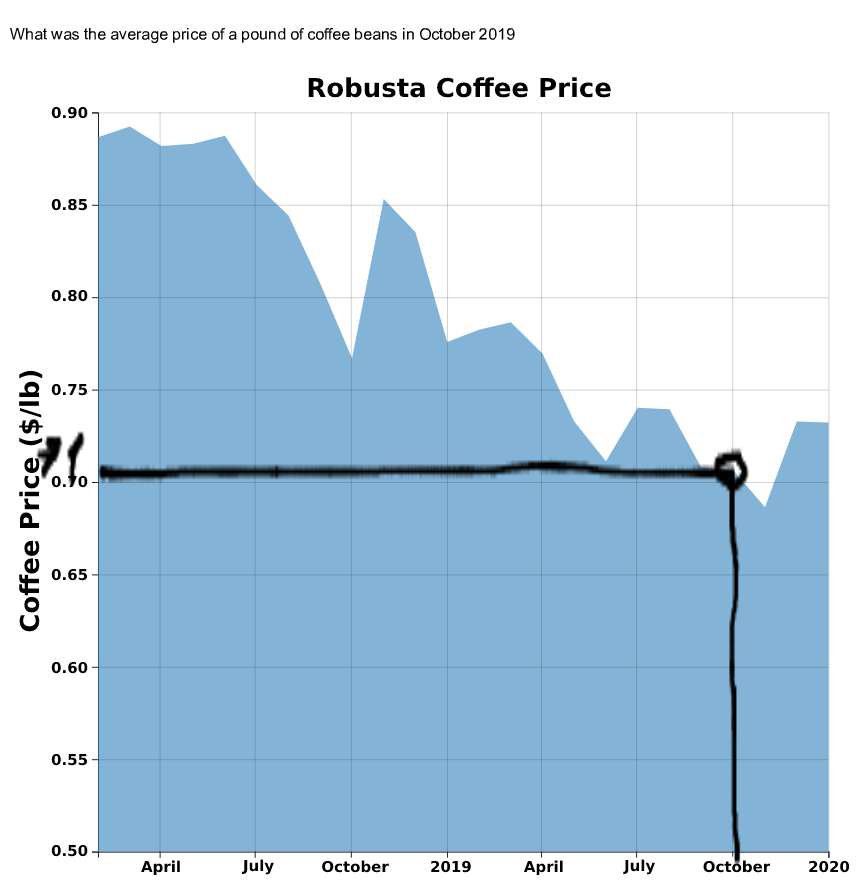 What was the average price of a pound of coffee beans in October 2019
Robusta Coffee Price
0.90
0.85
0.80
0.75
0.70
0.65
0.60
0.55
0.50
Coffee Price ($/lb)
71
April
July
October
2019
April
July
October
2020